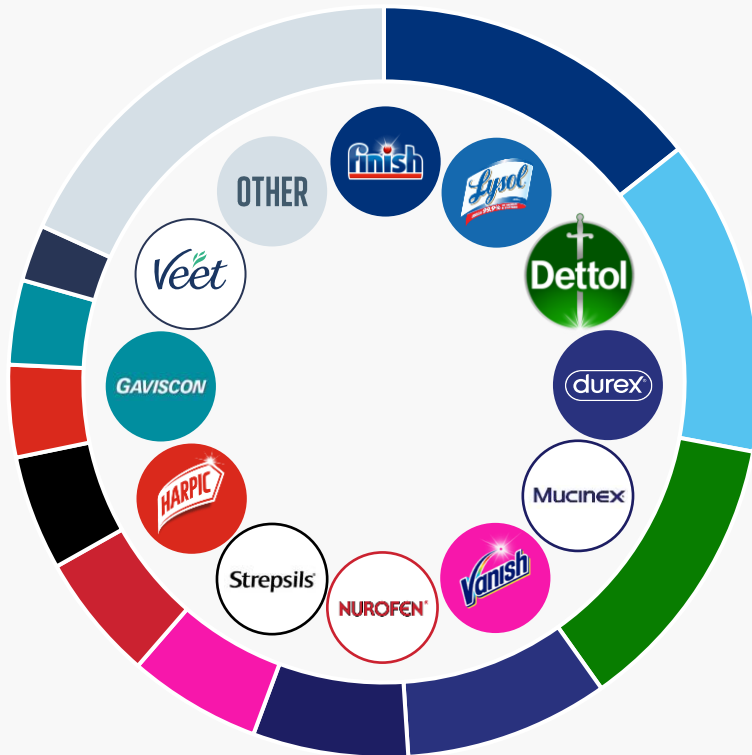 finish
Lysol
Dettol
durex®
Mucinex
Vanish
NUROFEN®
Strepsils®
HARPIC
GAVISCON
Veet
OTHER